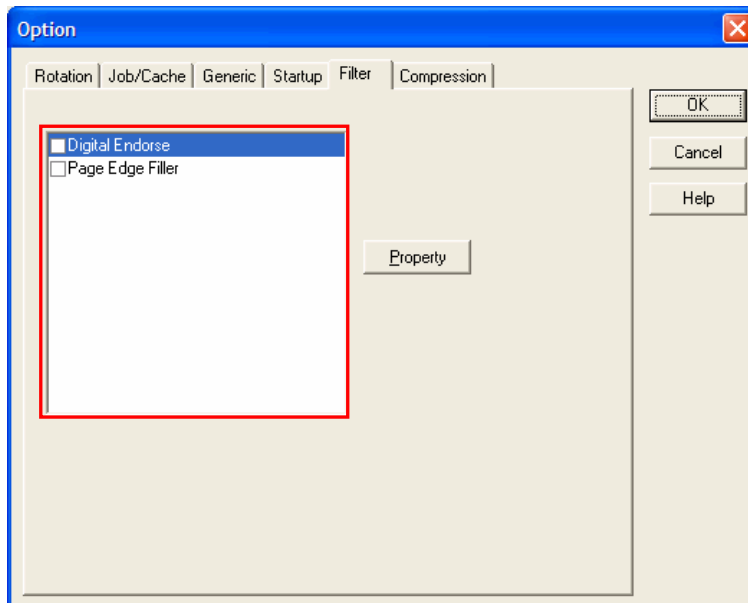 Option
Rotation Job/Cache Generic Startup Filter Compression
OK
Digital Endorse
Cancel
Page Edge Filler
Help
Property